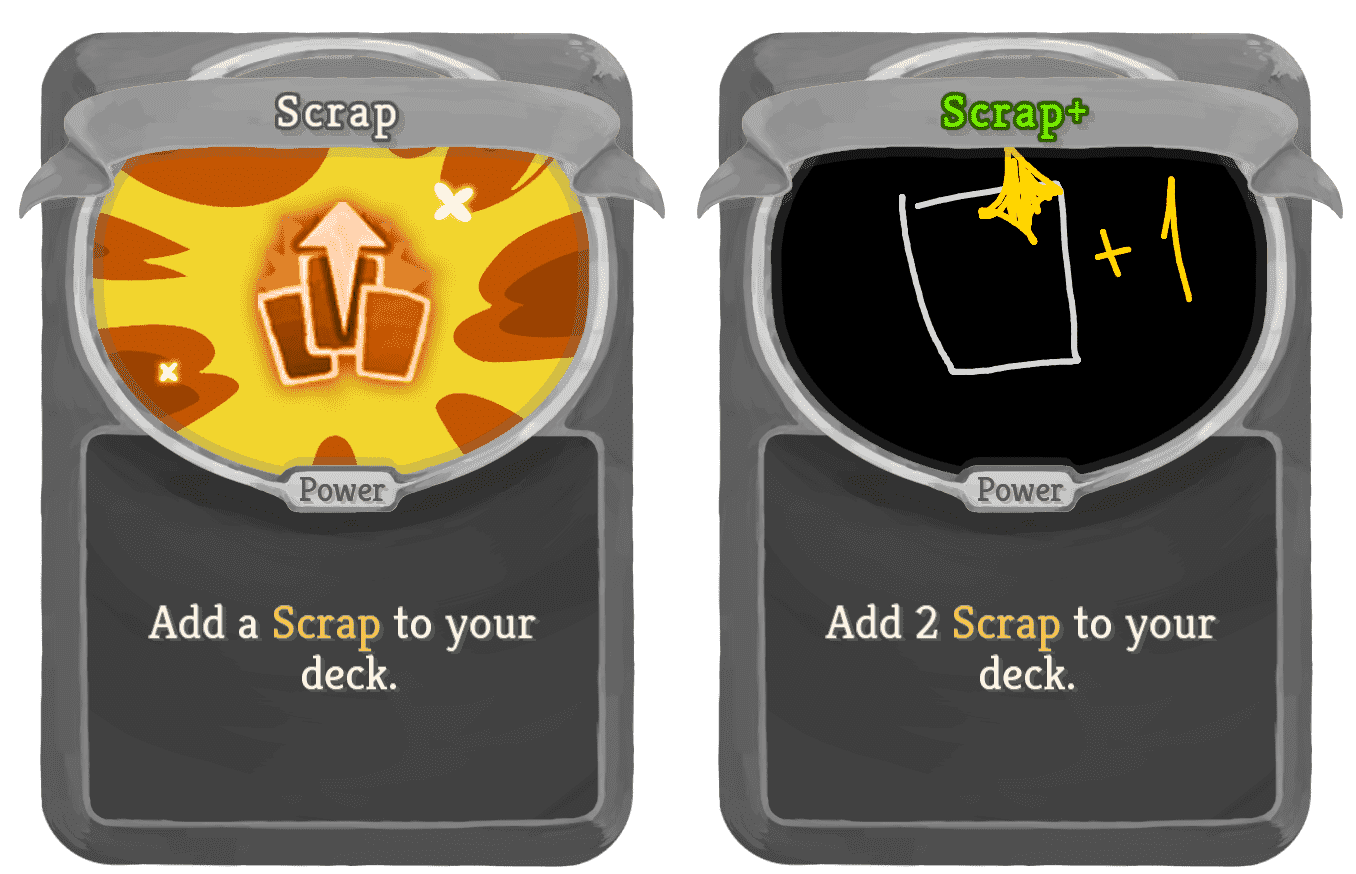 Scrap
Power
Add a Scrap to your
deck.
Scrap+
+ 1
Power
Add 2 Scrap to your
deck.